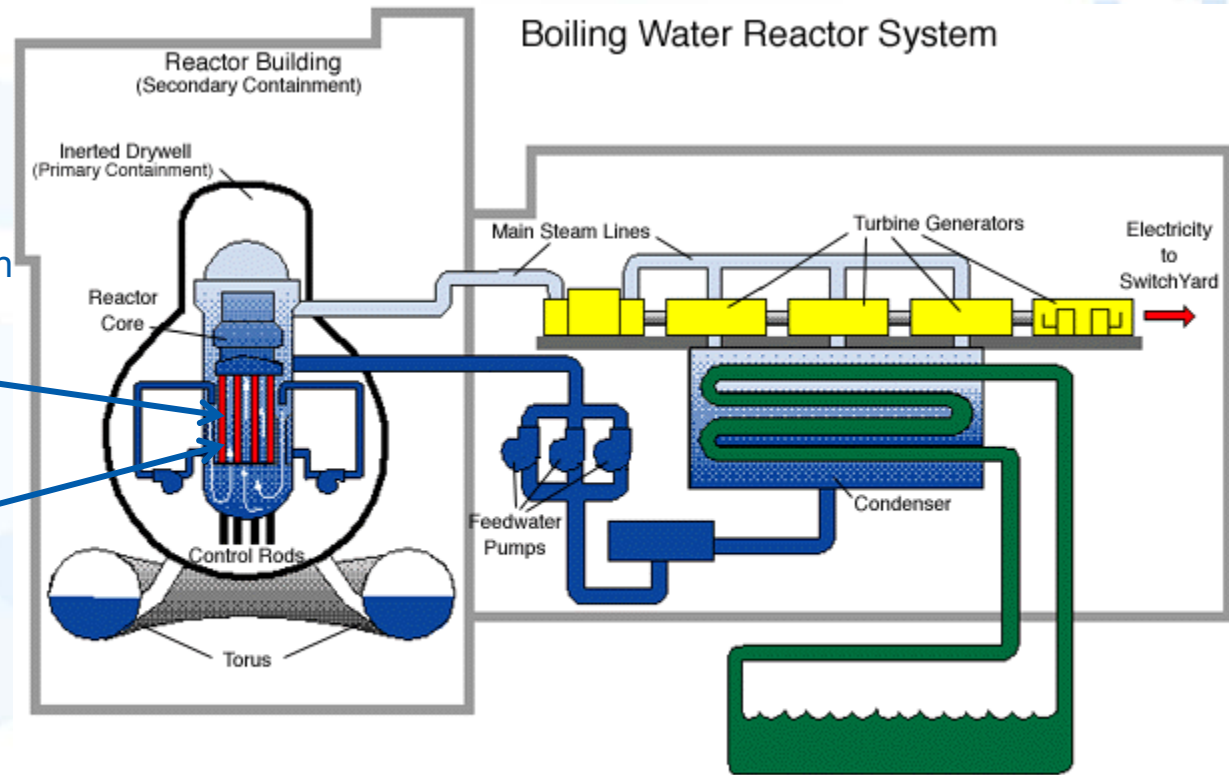 Boiling Water Reactor System
Reactor Building
(Secondary Containment)
Inerted Drywell
(Primary Containment)
Main Steam Lines
Turbine Generators
Electricity
to
SwitchYard
Reactor
Core
Condenser
Feedwater
Pumps
Control Rods
Torus